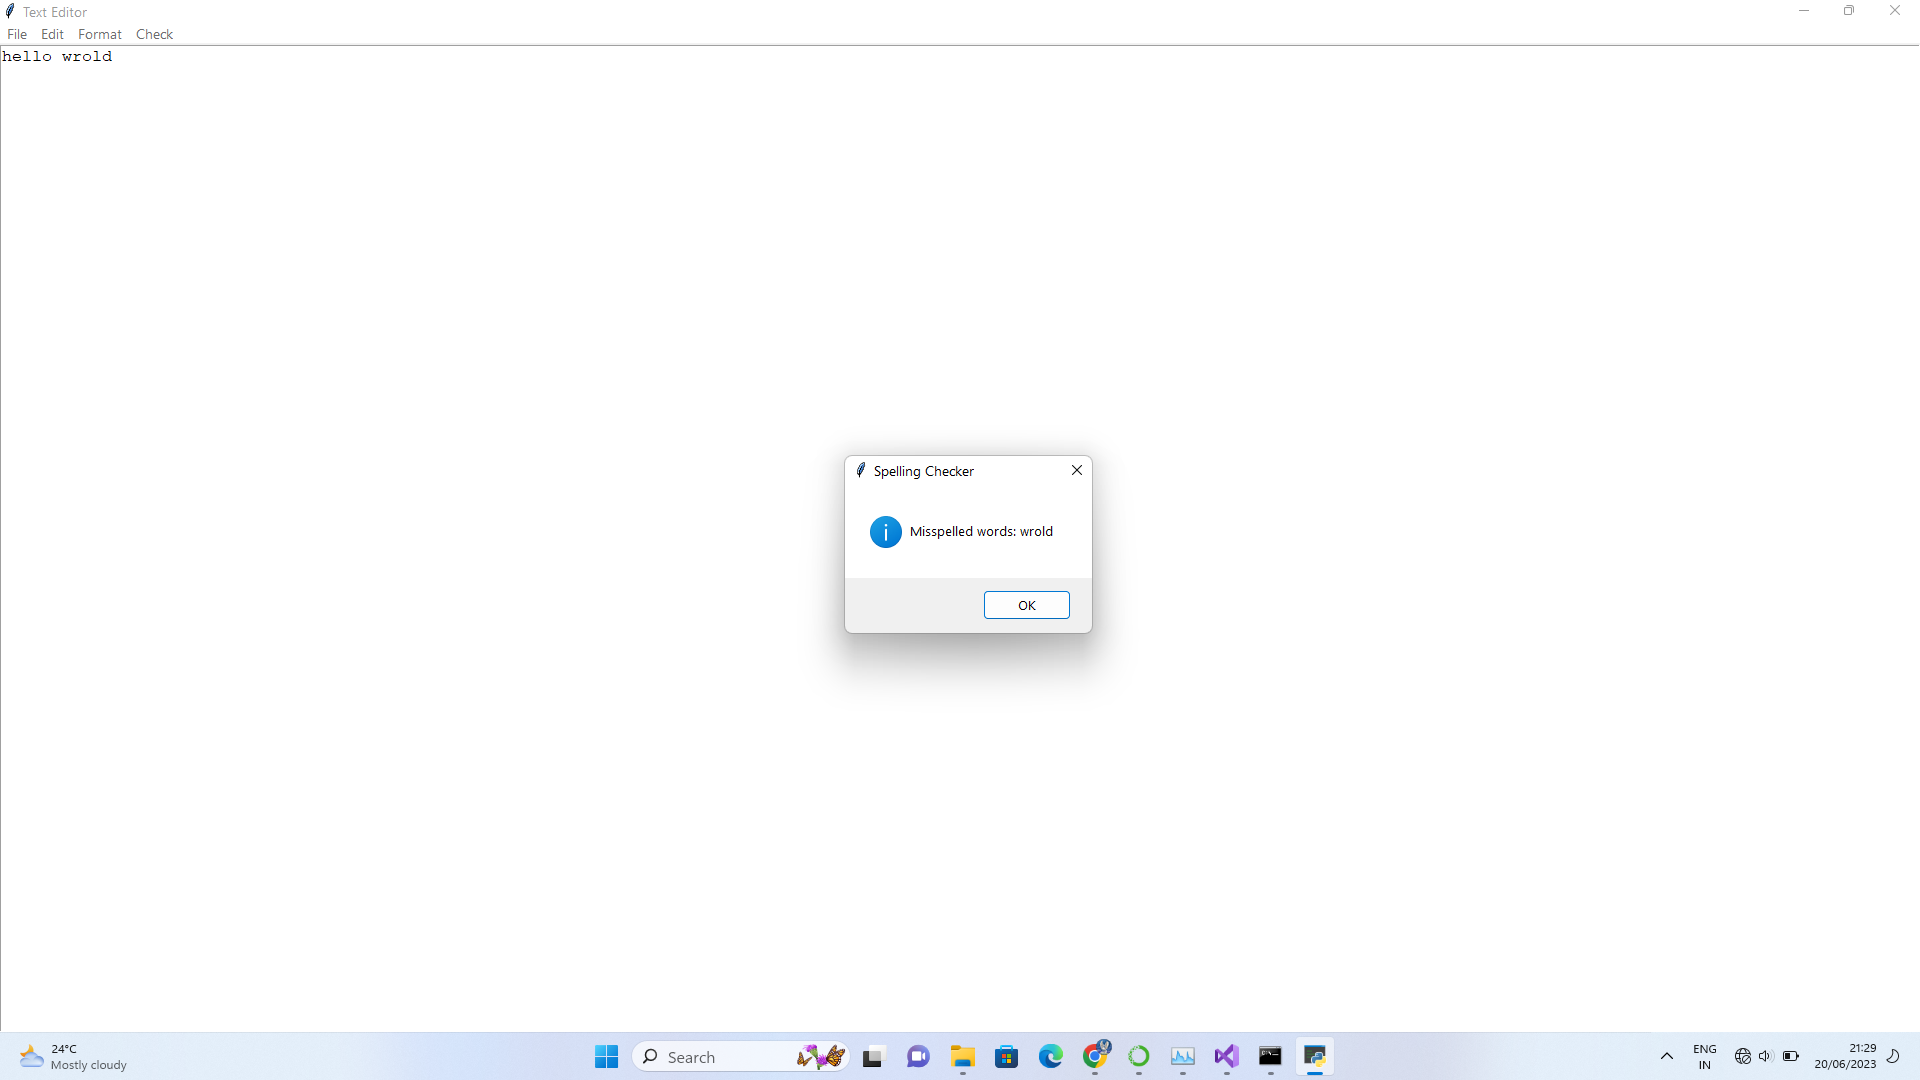 Text Editor
File Edit Format Check
hello wrold
Spelling Checker
Misspelled words: wrold
OK
24°C
Mostly cloudy
Search
ENG
IN
21:29
20/06/2023